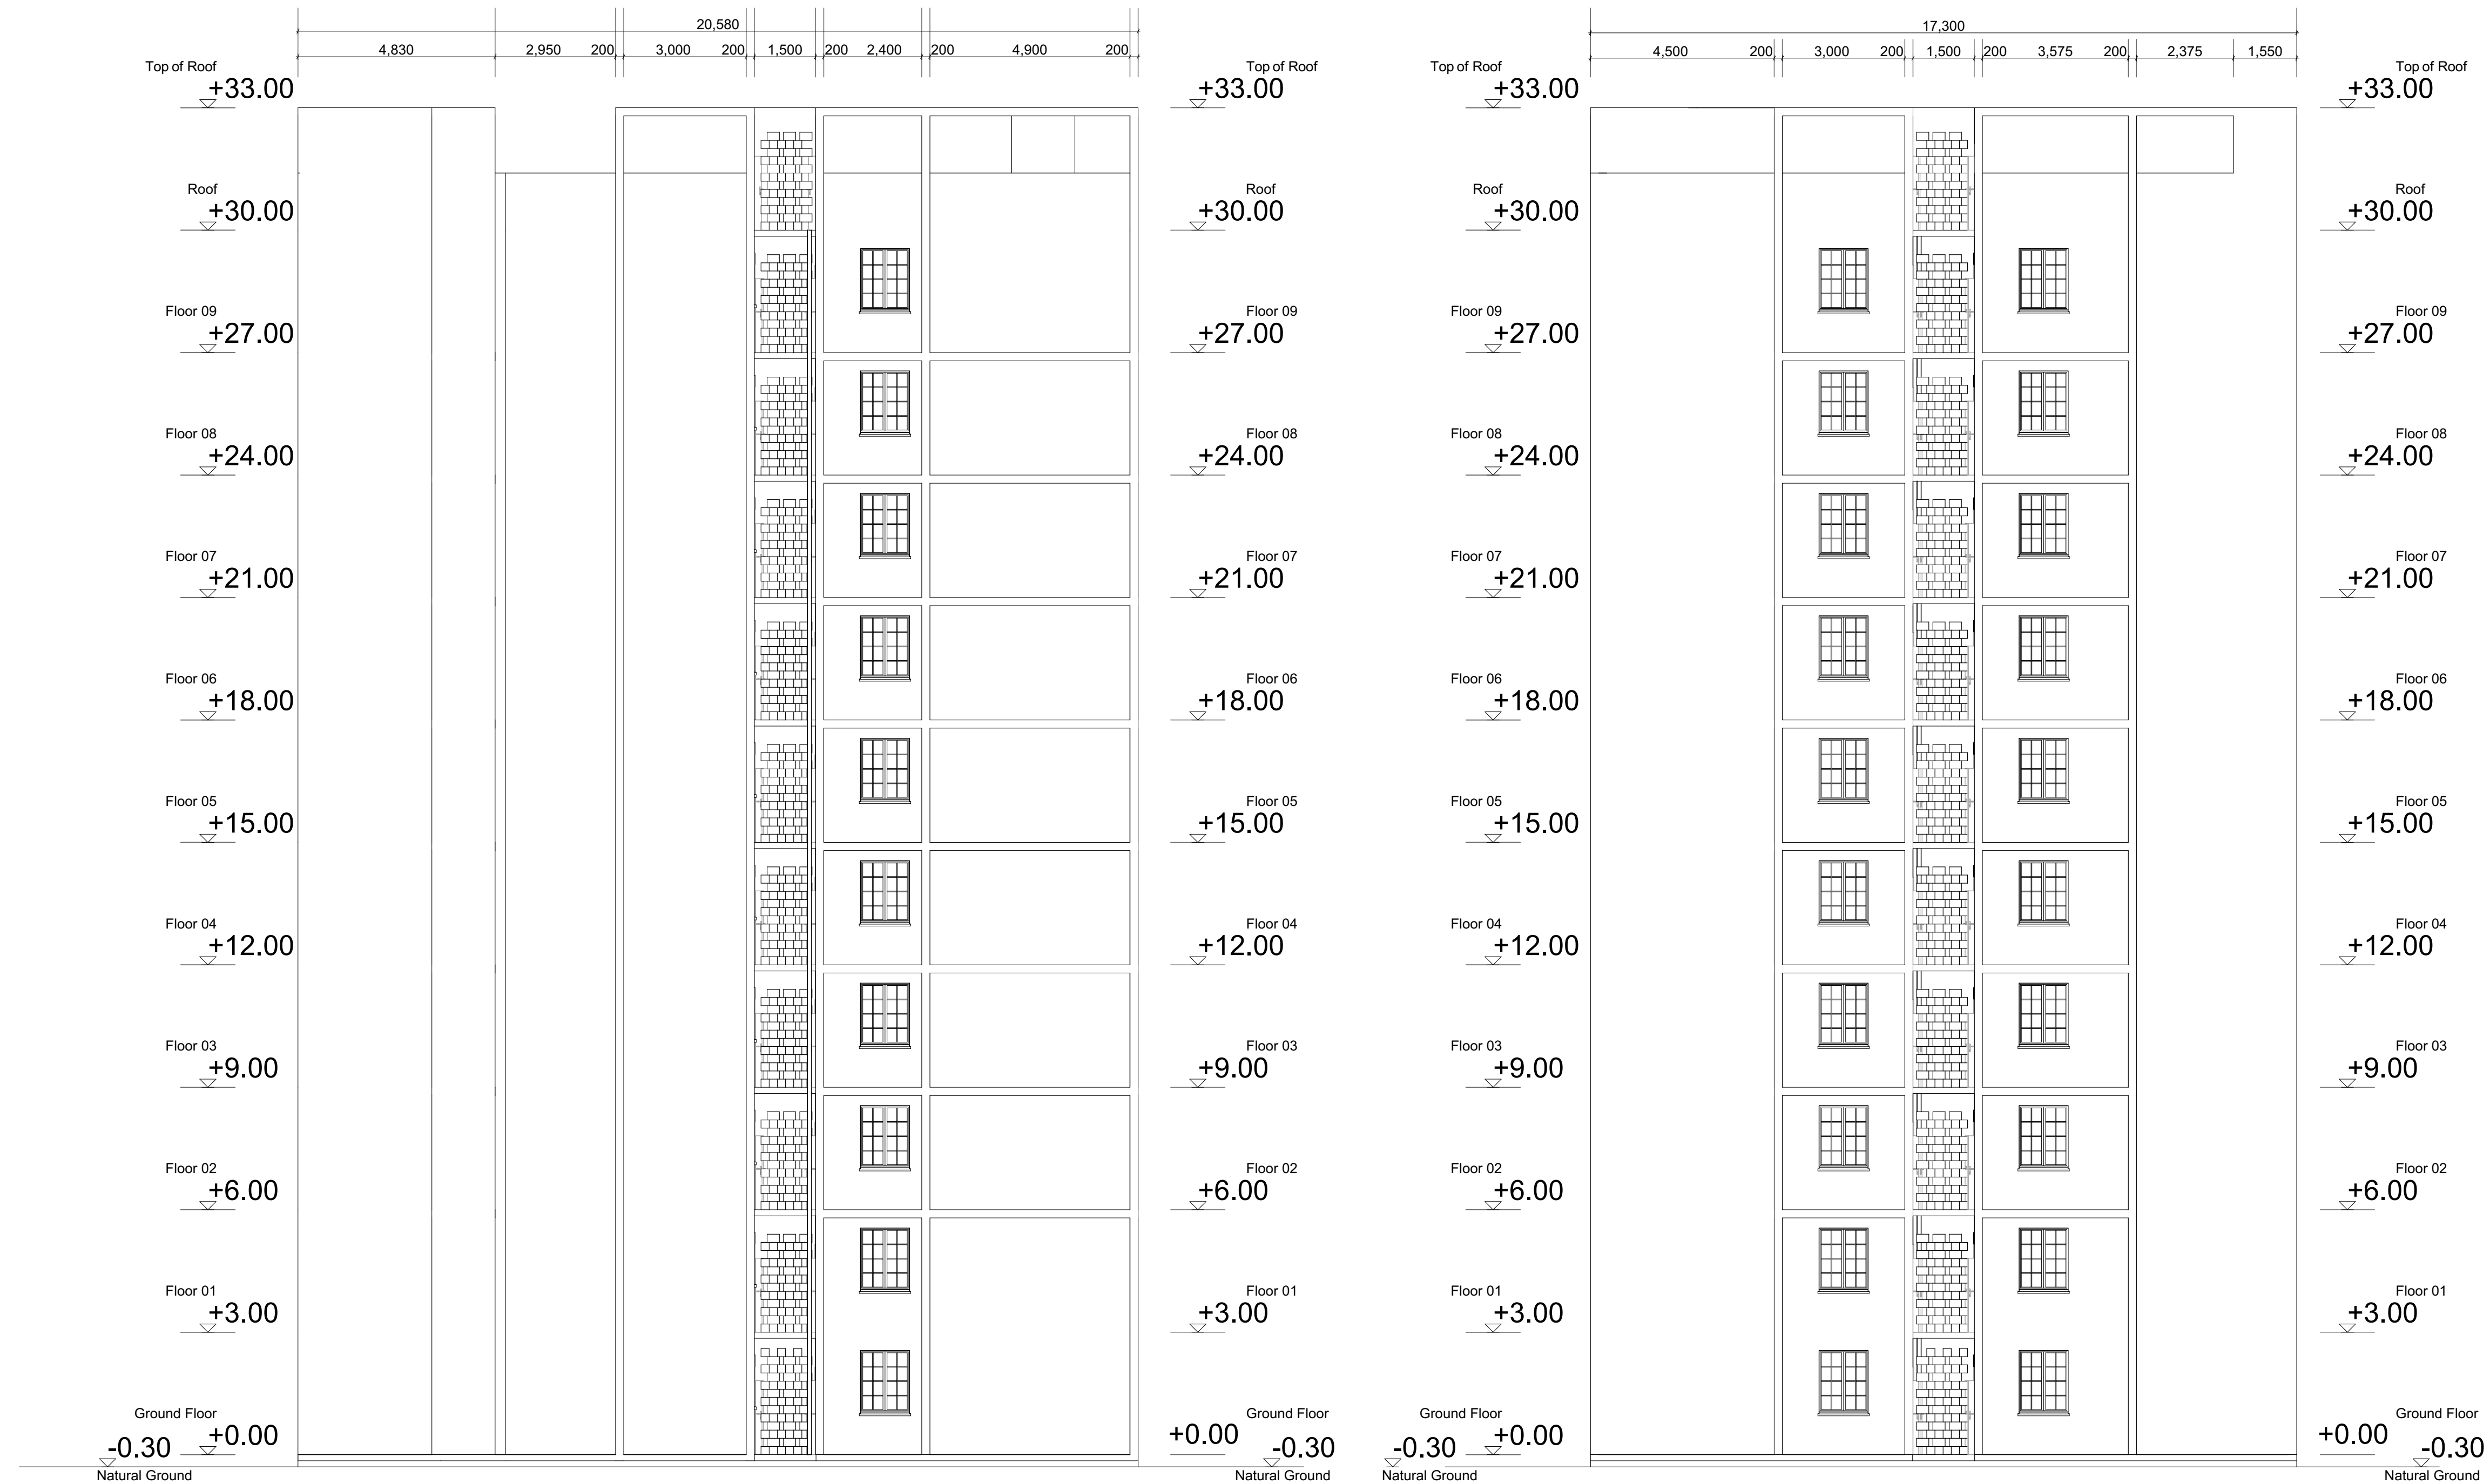 20,580
4,830 2,950 200 3,000 200 1,500 200 2,400 200 4,900 200
17,300
4,500 200 3,000 200 1,500 200 3,575 200 2,375 1,550
Top of Roof Top of Roof Top of Roof Top of Roof
+33.00 +33.00 +33.00 +33.00
Roof Roof Roof Roof
+30.00 +30.00 +30.00 +30.00
Floor 09 Floor 09 Floor 09 Floor 09
+27.00 +27.00 +27.00 +27.00
Floor 08 Floor 08 Floor 08 Floor 08
+24.00 +24.00 +24.00 +24.00
Floor 07 Floor 07 Floor 07 Floor 07
+21.00 +21.00 +21.00 +21.00
Floor 06 Floor 06 Floor 06 Floor 06
+18.00 +18.00 +18.00 +18.00
Floor 05 Floor 05 Floor 05 Floor 05
+15.00 +15.00 +15.00 +15.00
Floor 04 Floor 04 Floor 04 Floor 04
+12.00 +12.00 +12.00 +12.00
Floor 03 Floor 03 Floor 03 Floor 03
+9.00 +9.00 +9.00 +9.00
Floor 02 Floor 02 Floor 02 Floor 02
+6.00 +6.00 +6.00 +6.00
Floor 01 Floor 01 Floor 01 Floor 01
+3.00 +3.00 +3.00 +3.00
Ground Floor Ground Floor Ground Floor Ground Floor
+0.00 +0.00 +0.00 +0.00
-0.30 -0.30 -0.30 -0.30
Natural Ground Natural Ground Natural Ground Natural Ground